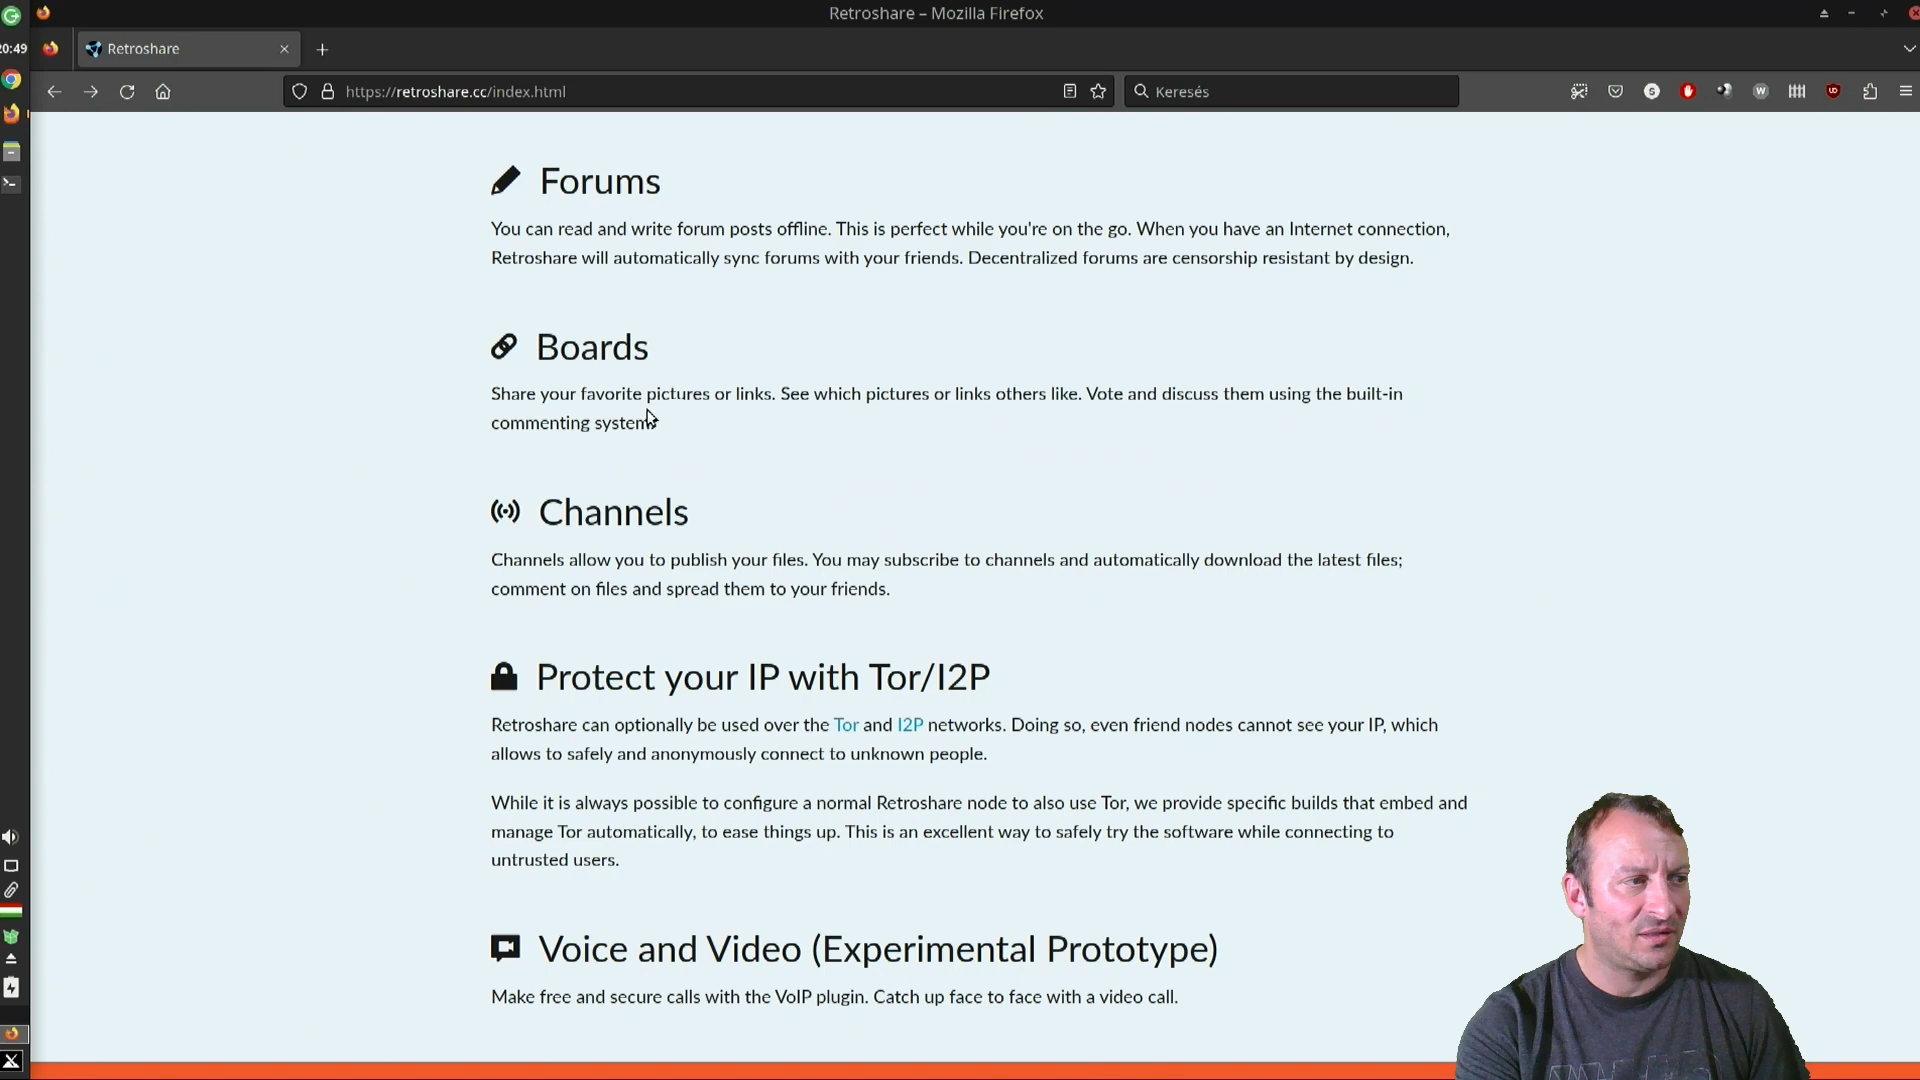 Retroshare – Mozilla Firefox
20:49
Retroshare
https://retroshare.cc/index.html
Keresés
Forums
You can read and write forum posts offline. This is perfect while you're on the go. When you have an Internet connection,
Retroshare will automatically sync forums with your friends. Decentralized forums are censorship resistant by design.
Boards
Share your favorite pictures or links. See which pictures or links others like. Vote and discuss them using the built-in
commenting system.
Channels
Channels allow you to publish your files. You may subscribe to channels and automatically download the latest files;
comment on files and spread them to your friends.
Protect your IP with Tor/I2P
Retroshare can optionally be used over the Tor and I2P networks. Doing so, even friend nodes cannot see your IP, which
allows to safely and anonymously connect to unknown people.
While it is always possible to configure a normal Retroshare node to also use Tor, we provide specific builds that embed and
manage Tor automatically, to ease things up. This is an excellent way to safely try the software while connecting to
untrusted users.
Voice and Video (Experimental Prototype)
Make free and secure calls with the VoIP plugin. Catch up face to face with a video call.